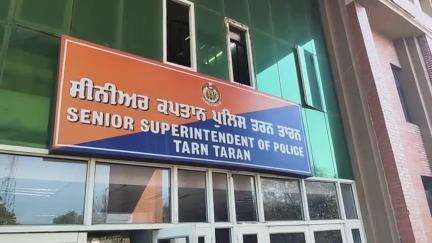 ਸੀਨੀਅਰ ਕਪਤਾਨ ਪੁਲਿਸ ਤਰਨ ਤਾਰਨ
SENIOR SUPERINTENDENT OF POLICE
TARN TARAN